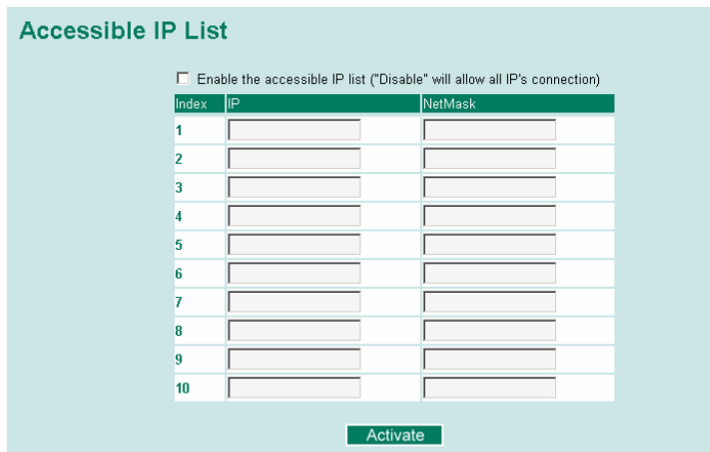 Accessible IP List
Enable the accessible IP list ("Disable" will allow all IP's connection)
Index IP NetMask
1
2
3
4
5
6
7
8
9
10
Activate